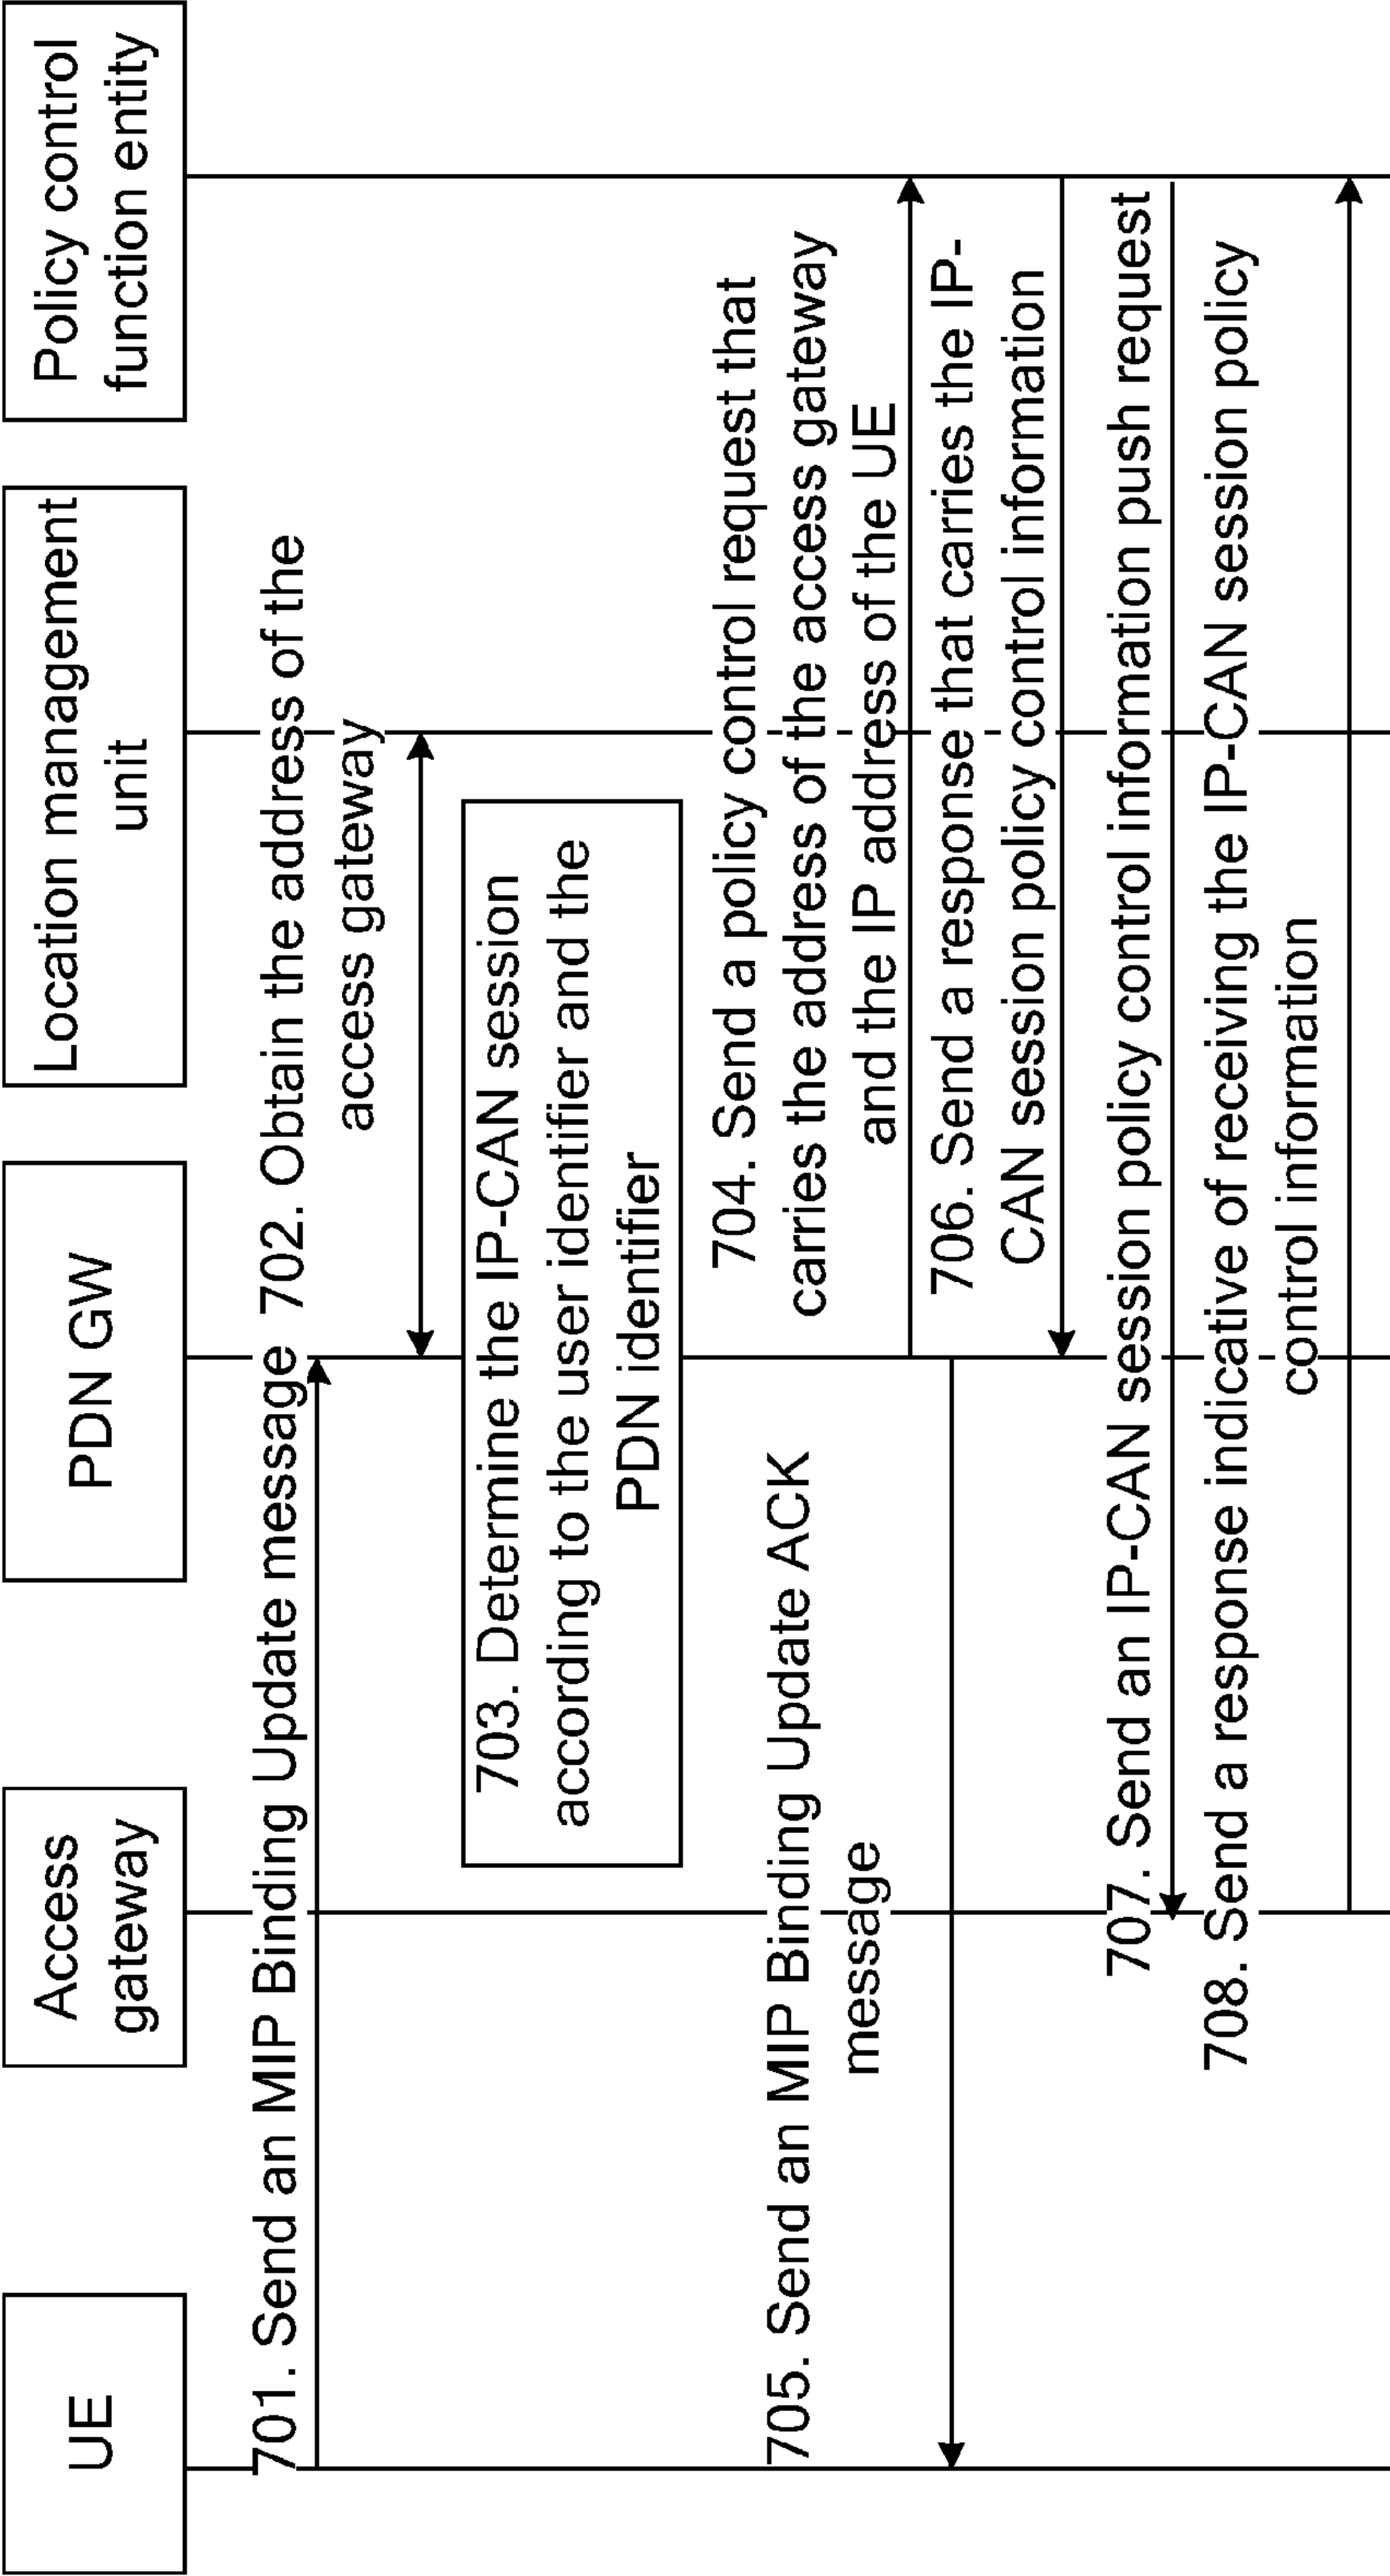 UE
Access
gateway
PDN GW
Location management
unit
Policy control
function entity
701. Send an MIP Binding Update message
702. Obtain the address of the
access gateway
703. Determine the IP-CAN session
according to the user identifier and the
PDN identifier
704. Send a policy control request that
carries the address of the access gateway
and the IP address of the UE
705. Send an MIP Binding Update ACK
message
706. Send a response that carries the IP-
CAN session policy control information
707. Send an IP-CAN session policy control information push request
708. Send a response indicative of receiving the IP-CAN session policy
control information